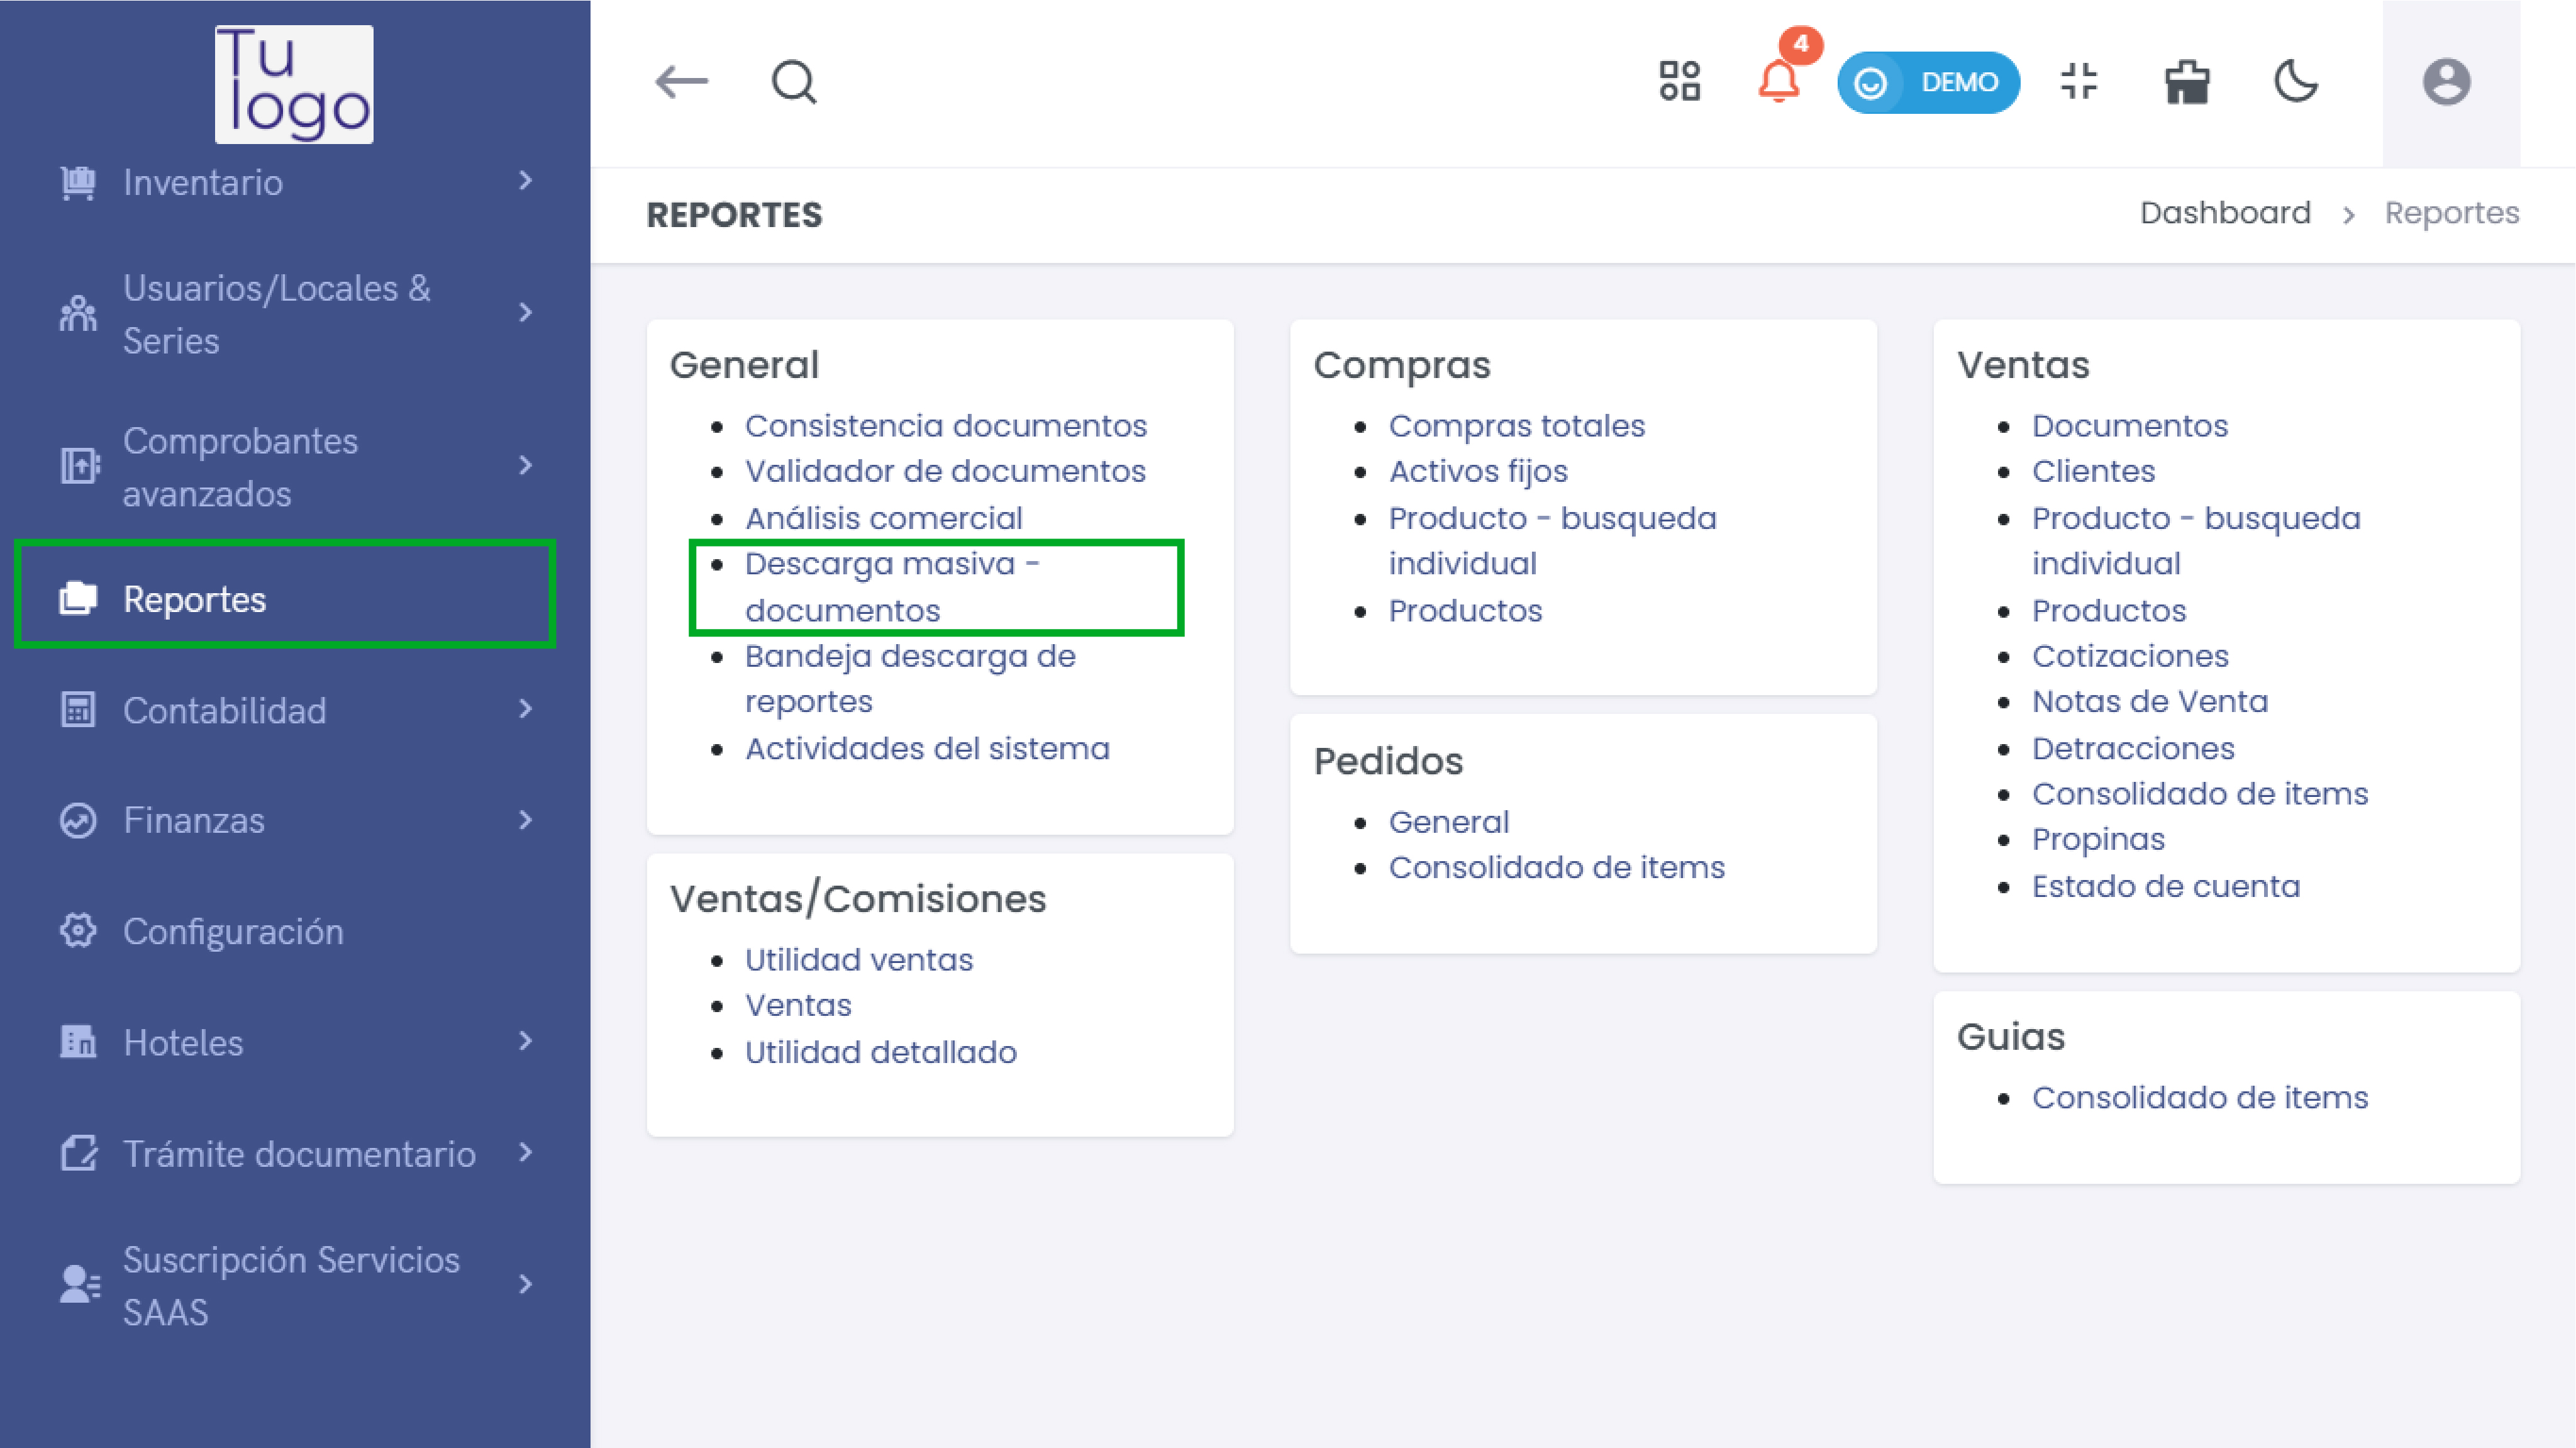 Tu
logo
Inventario
Usuarios/Locales &
Series
Comprobantes
avanzados
Reportes
Contabilidad
Finanzas
Configuración
Hoteles
Trámite documentario
Suscripción Servicios
SAAS
4
DEMO
REPORTES
Dashboard > Reportes
General
Consistencia documentos
Validador de documentos
Análisis comercial
Descarga masiva -
documentos
Bandeja descarga de
reportes
Actividades del sistema
Ventas/Comisiones
Utilidad ventas
Ventas
Utilidad detallado
Compras
Compras totales
Activos fijos
Producto - busqueda
individual
Productos
Pedidos
General
Consolidado de items
Ventas
Documentos
Clientes
Producto - busqueda
individual
Productos
Cotizaciones
Notas de Venta
Detracciones
Consolidado de items
Propinas
Estado de cuenta
Guias
Consolidado de items